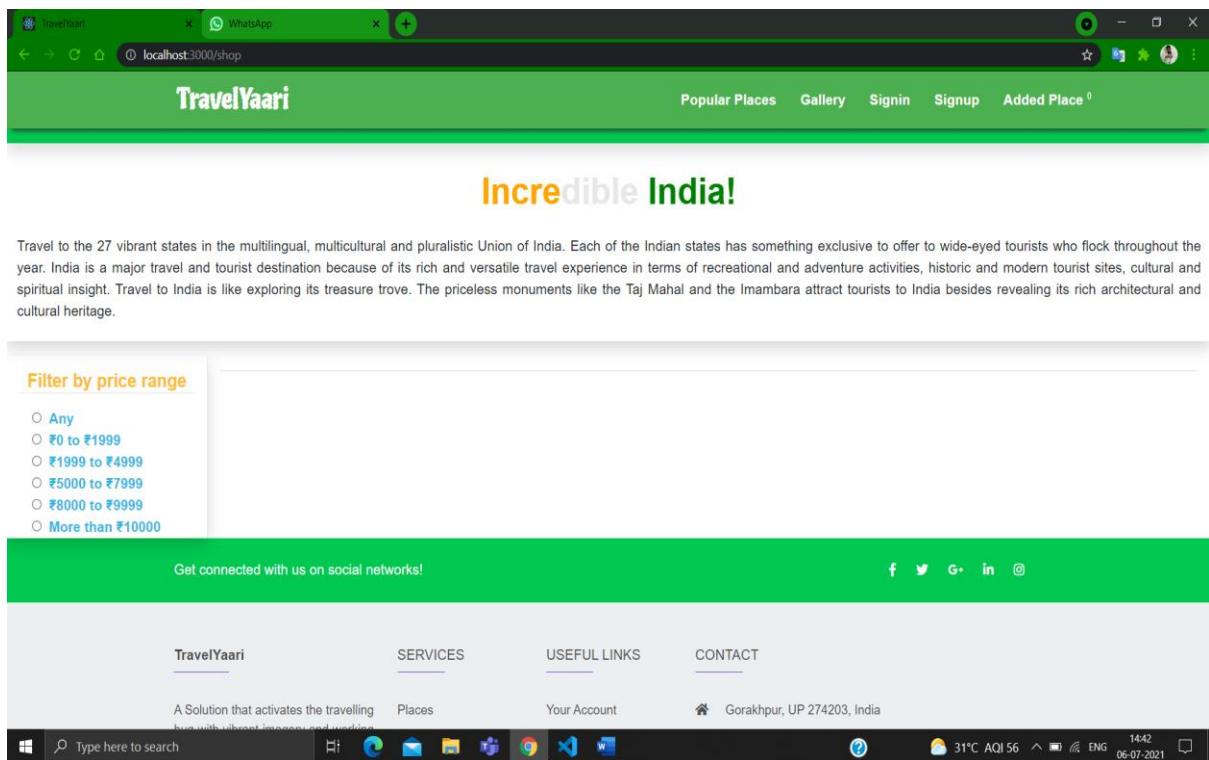 TravelYaari
WhatsApp
localhost:3000/shop
TravelYaari
Popular Places Gallery Signin Signup Added Place 0
Incredible India!
Travel to the 27 vibrant states in the multilingual, multicultural and pluralistic Union of India. Each of the Indian states has something exclusive to offer to wide-eyed tourists who flock throughout the
year. India is a major travel and tourist destination because of its rich and versatile travel experience in terms of recreational and adventure activities, historic and modern tourist sites, cultural and
spiritual insight. Travel to India is like exploring its treasure trove. The priceless monuments like the Taj Mahal and the Imambara attract tourists to India besides revealing its rich architectural and
cultural heritage.
Filter by price range
Any
₹0 to ₹1999
₹1999 to ₹4999
₹5000 to ₹7999
₹8000 to ₹9999
More than ₹10000
Get connected with us on social networks!
TravelYaari
A Solution that activates the travelling
bug with vibrant imagery and working
SERVICES
Places
USEFUL LINKS
Your Account
CONTACT
Gorakhpur, UP 274203, India
Type here to search
31°C AQI 56
ENG
14:42
06-07-2021